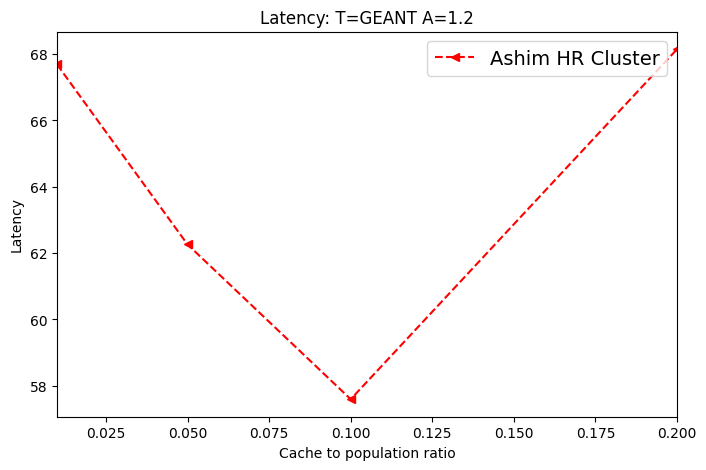 Latency: T=GEANT A=1.2
Ashim HR Cluster
68
66
64
62
60
58
Latency
0.025 0.050 0.075 0.100 0.125 0.150 0.175 0.200
Cache to population ratio